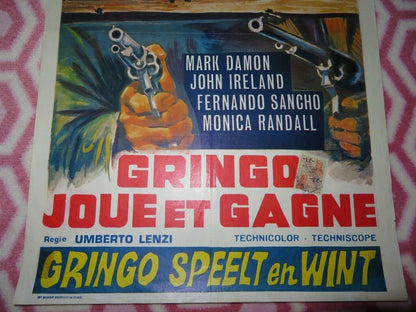 MARK DAMON
JOHN IRELAND
FERNANDO SANCHO
MONICA RANDALL
GRINGO
JOUE ET GAGNE
Regie UMBERTO LENZI TECHNICOLOR · TECHNISCOPE
GRINGO SPEELT en WINT